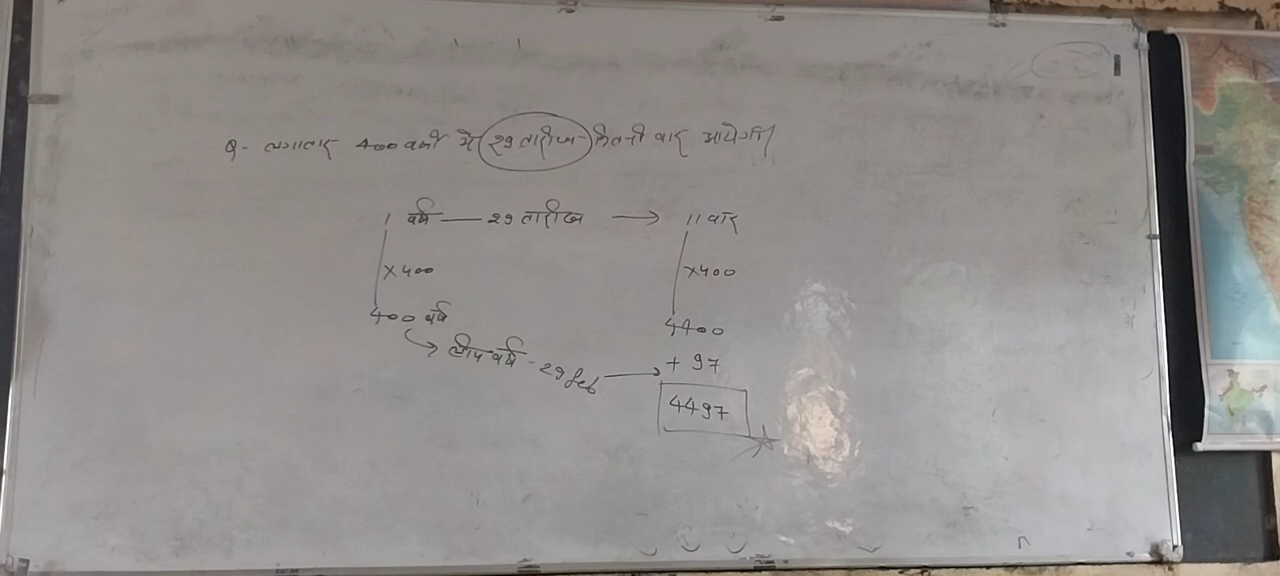 Q- लगातार 400 वर्षो मे 29 तारीख कितनी बार आयेगी
1 वर्ष — 29 तारीख → 11 बार
×400 ×400
400 वर्ष 4400
↳ लीप वर्ष - 29 feb → + 97
4497